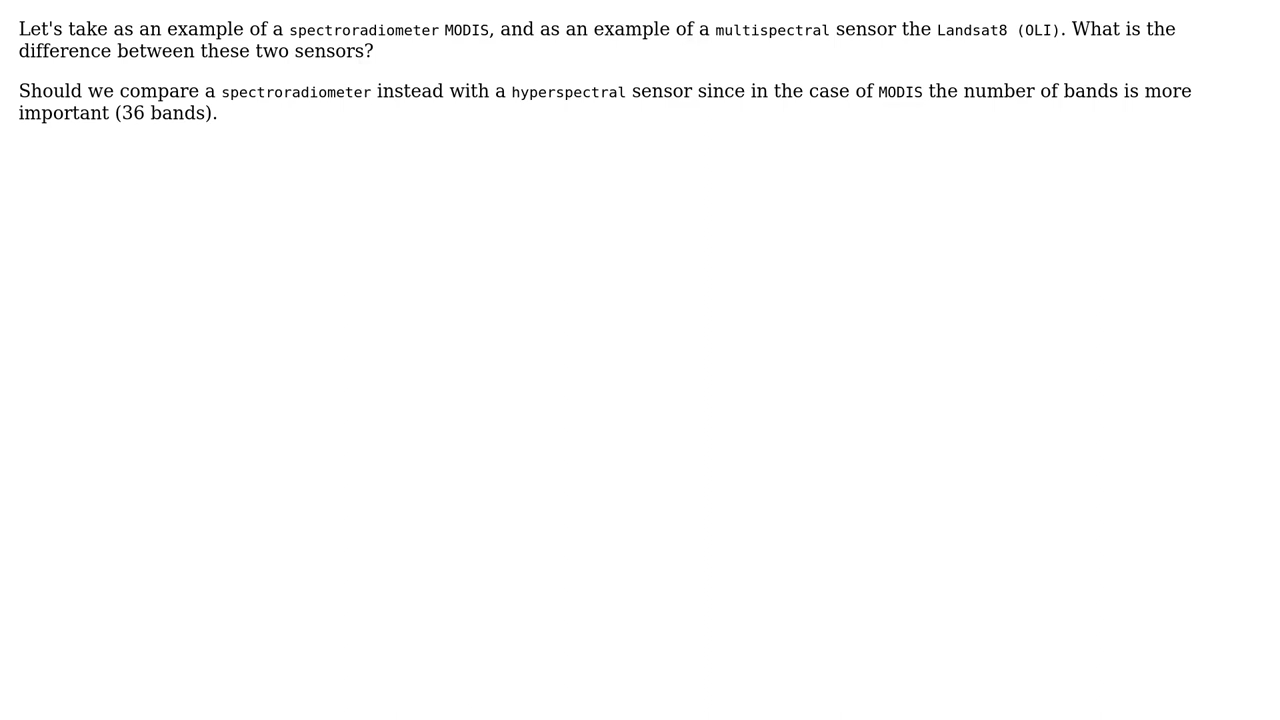 Let's take as an example of a spectroradiometer MODIS, and as an example of a multispectral sensor the Landsat8 (OLI). What is the
difference between these two sensors?
Should we compare a spectroradiometer instead with a hyperspectral sensor since in the case of MODIS the number of bands is more
important (36 bands).